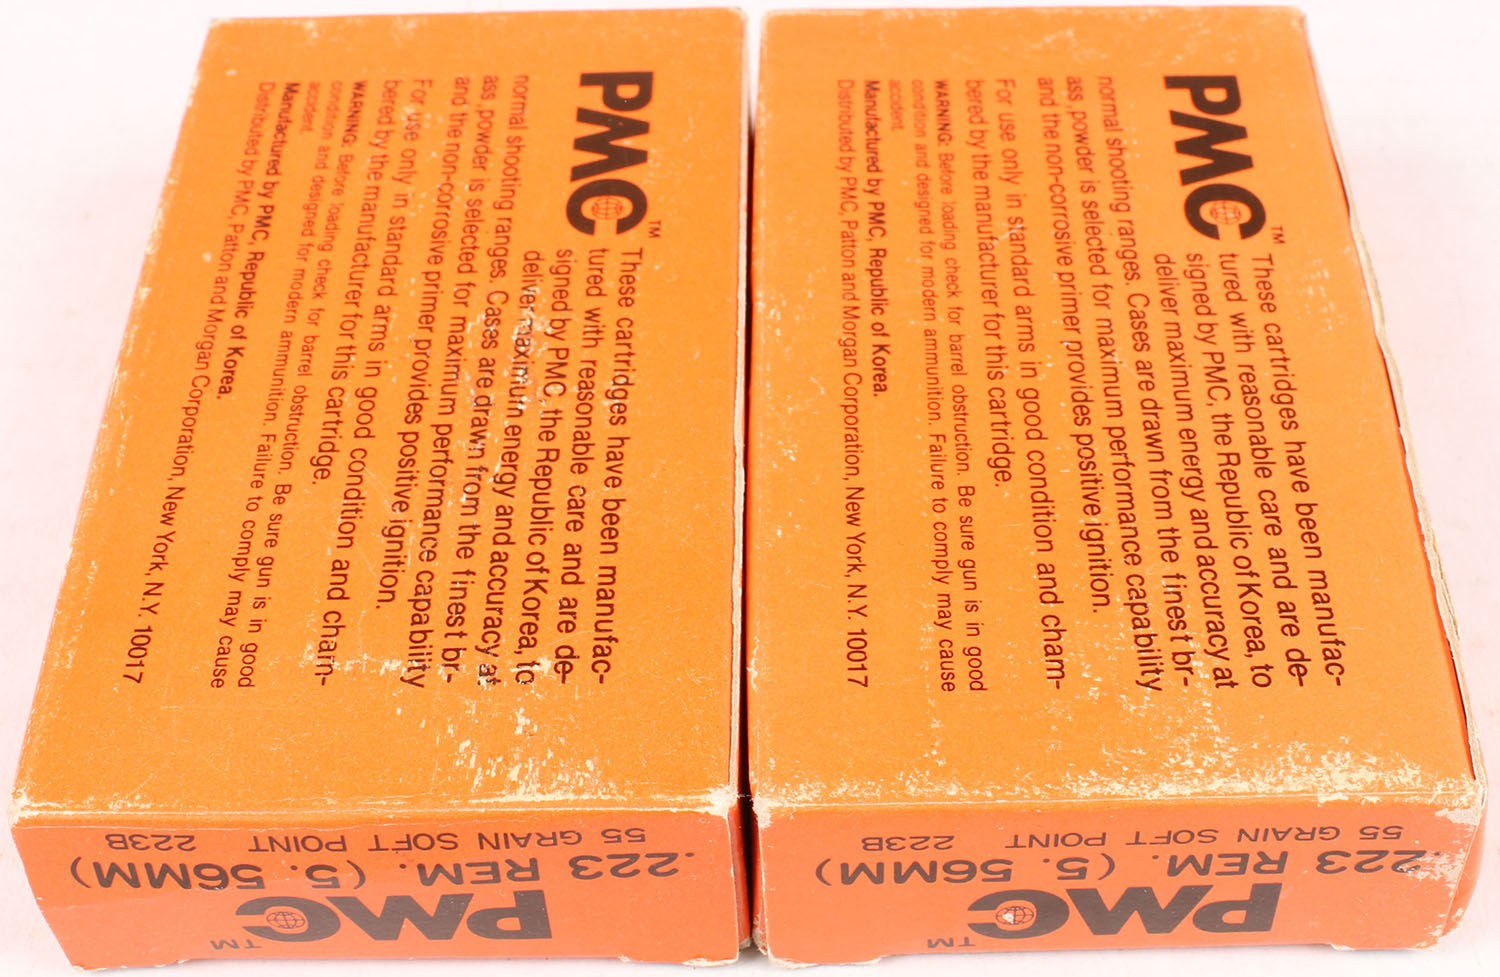 PMC™
These cartridges have been manufac-
tured with reasonable care and are de-
signed by PMC, the Republic of Korea, to
deliver maximum energy and accuracy at
normal shooting ranges. Cases are drawn from the finest br-
ass powder is selected for maximum performance capability
and the non-corrosive primer provides positive ignition.
For use only in standard arms in good condition and cham-
bered by the manufacturer for this cartridge.
WARNING: Before loading check for barrel obstruction. Be sure gun is in good
condition and designed for modern ammunition. Failure to comply may cause
accident.
Manufactured by PMC, Republic of Korea.
Distributed by PMC, Patton and Morgan Corporation, New York, N.Y. 10017
PMC™
.223 REM. (5. 56MM)
55 GRAIN SOFT POINT 223B
PMC™
These cartridges have been manufac-
tured with reasonable care and are de-
signed by PMC, the Republic of Korea, to
deliver maximum energy and accuracy at
normal shooting ranges. Cases are drawn from the finest br-
ass powder is selected for maximum performance capability
and the non-corrosive primer provides positive ignition.
For use only in standard arms in good condition and cham-
bered by the manufacturer for this cartridge.
WARNING: Before loading check for barrel obstruction. Be sure gun is in good
condition and designed for modern ammunition. Failure to comply may cause
accident.
Manufactured by PMC, Republic of Korea.
Distributed by PMC, Patton and Morgan Corporation, New York, N.Y. 10017
PMC™
.223 REM. (5. 56MM)
55 GRAIN SOFT POINT 223B